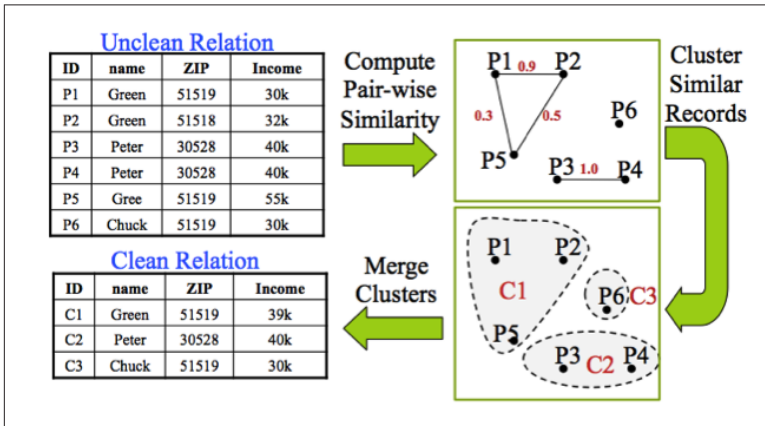 Unclean Relation
ID name ZIP Income
P1 Green 51519 30k
P2 Green 51518 32k
P3 Peter 30528 40k
P4 Peter 30528 40k
P5 Gree 51519 55k
P6 Chuck 51519 30k
Compute
Pair-wise
Similarity
P1 0.9 P2
0.3 0.5
P6
P5
P3 1.0 P4
Cluster
Similar
Records
P1 P2
C1
P6 C3
P5
P3 C2 P4
Merge
Clusters
Clean Relation
ID name ZIP Income
C1 Green 51519 39k
C2 Peter 30528 40k
C3 Chuck 51519 30k